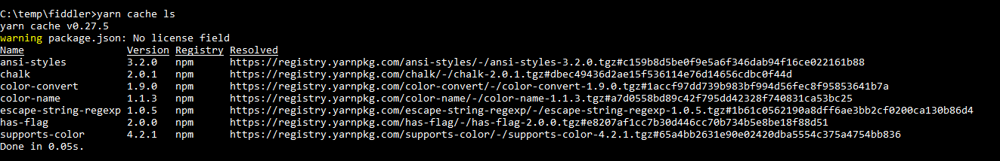 C:\temp\fiddler>yarn cache ls
yarn cache v0.27.5
warning package.json: No license field
Name Version Registry Resolved
ansi-styles 3.2.0 npm https://registry.yarnpkg.com/ansi-styles/-/ansi-styles-3.2.0.tgz#c159b8d5be0f9e5a6f346dab94f16ce022161b88
chalk 2.0.1 npm https://registry.yarnpkg.com/chalk/-/chalk-2.0.1.tgz#dbec49436d2ae15f536114e76d14656cdbc0f44d
color-convert 1.9.0 npm https://registry.yarnpkg.com/color-convert/-/color-convert-1.9.0.tgz#1accf97dd739b983bf994d56fec8f95853641b7a
color-name 1.1.3 npm https://registry.yarnpkg.com/color-name/-/color-name-1.1.3.tgz#a7d0558bd89c42f795dd42328f740831ca53bc25
escape-string-regexp 1.0.5 npm https://registry.yarnpkg.com/escape-string-regexp/-/escape-string-regexp-1.0.5.tgz#1b61c0562190a8dff6ae3bb2cf0200ca130b86d4
has-flag 2.0.0 npm https://registry.yarnpkg.com/has-flag/-/has-flag-2.0.0.tgz#e8207af1cc7b30d446cc70b734b5e8be18f88d51
supports-color 4.2.1 npm https://registry.yarnpkg.com/supports-color/-/supports-color-4.2.1.tgz#65a4bb2631e90e02420dba5554c375a4754bb836
Done in 0.05s.